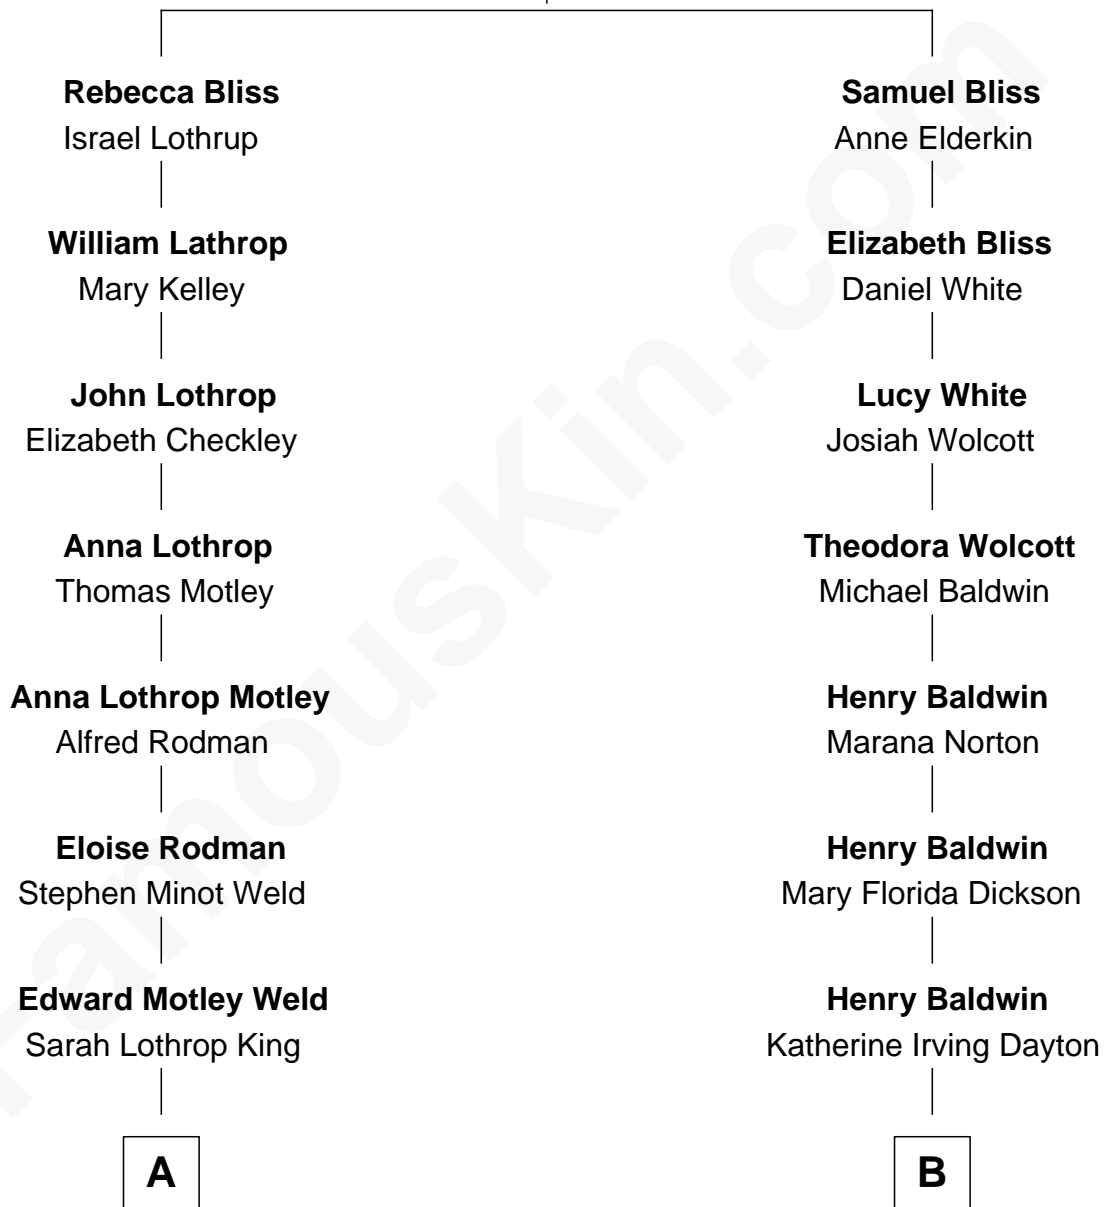 Rebecca Bliss
Israel Lothrup
William Lathrop
Mary Kelley
John Lothrop
Elizabeth Checkley
Anna Lothrop
Thomas Motley
Anna Lothrop Motley
Alfred Rodman
Eloise Rodman
Stephen Minot Weld
Edward Motley Weld
Sarah Lothrop King
A
Samuel Bliss
Anne Elderkin
Elizabeth Bliss
Daniel White
Lucy White
Josiah Wolcott
Theodora Wolcott
Michael Baldwin
Henry Baldwin
Marana Norton
Henry Baldwin
Mary Florida Dickson
Henry Baldwin
Katherine Irving Dayton
B
FamousKin.com